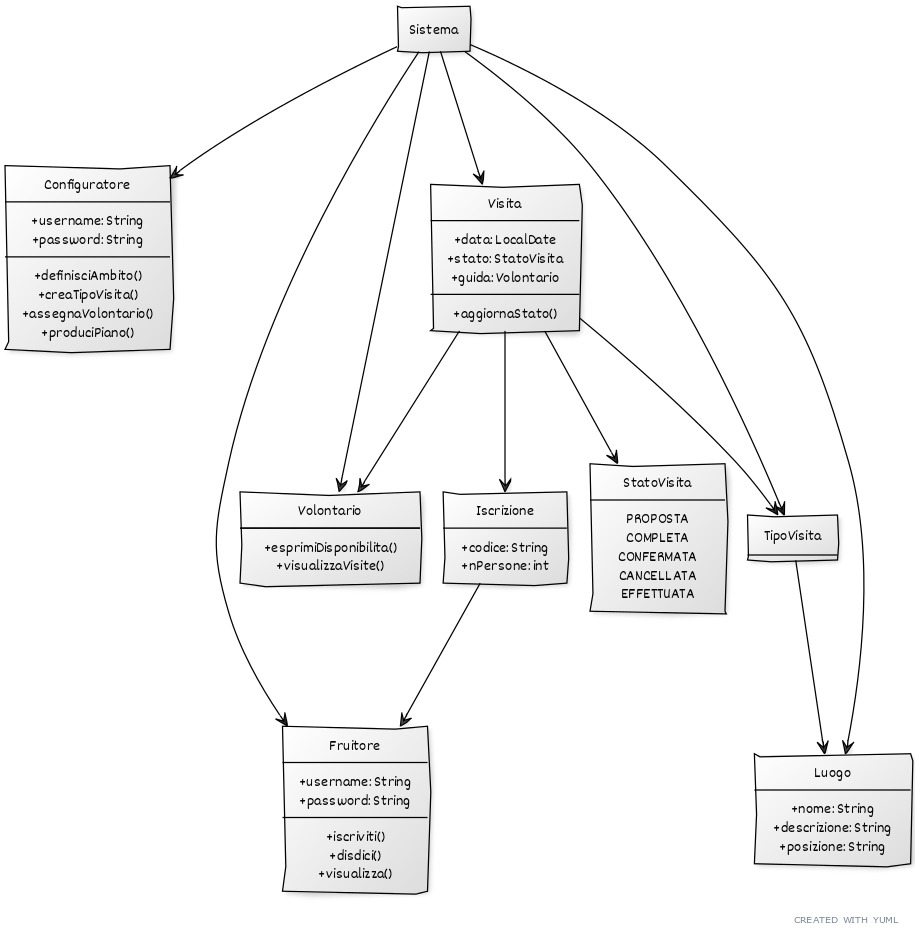 Sistema
Configuratore
+username: String
+password: String
+definisciAmbito()
+creaTipoVisita()
+assegnaVolontario()
+produciPiano()
Visita
+data: LocalDate
+stato: StatoVisita
+guida: Volontario
+aggiornaStato()
Volontario
+esprimiDisponibilita()
+visualizzaVisite()
Iscrizione
+codice: String
+nPersone: int
StatoVisita
PROPOSTA
COMPLETA
CONFERMATA
CANCELLATA
EFFETTUATA
TipoVisita
Fruitore
+username: String
+password: String
+iscriviti()
+disdici()
+visualizza()
Luogo
+nome: String
+descrizione: String
+posizione: String
CREATED WITH YUML